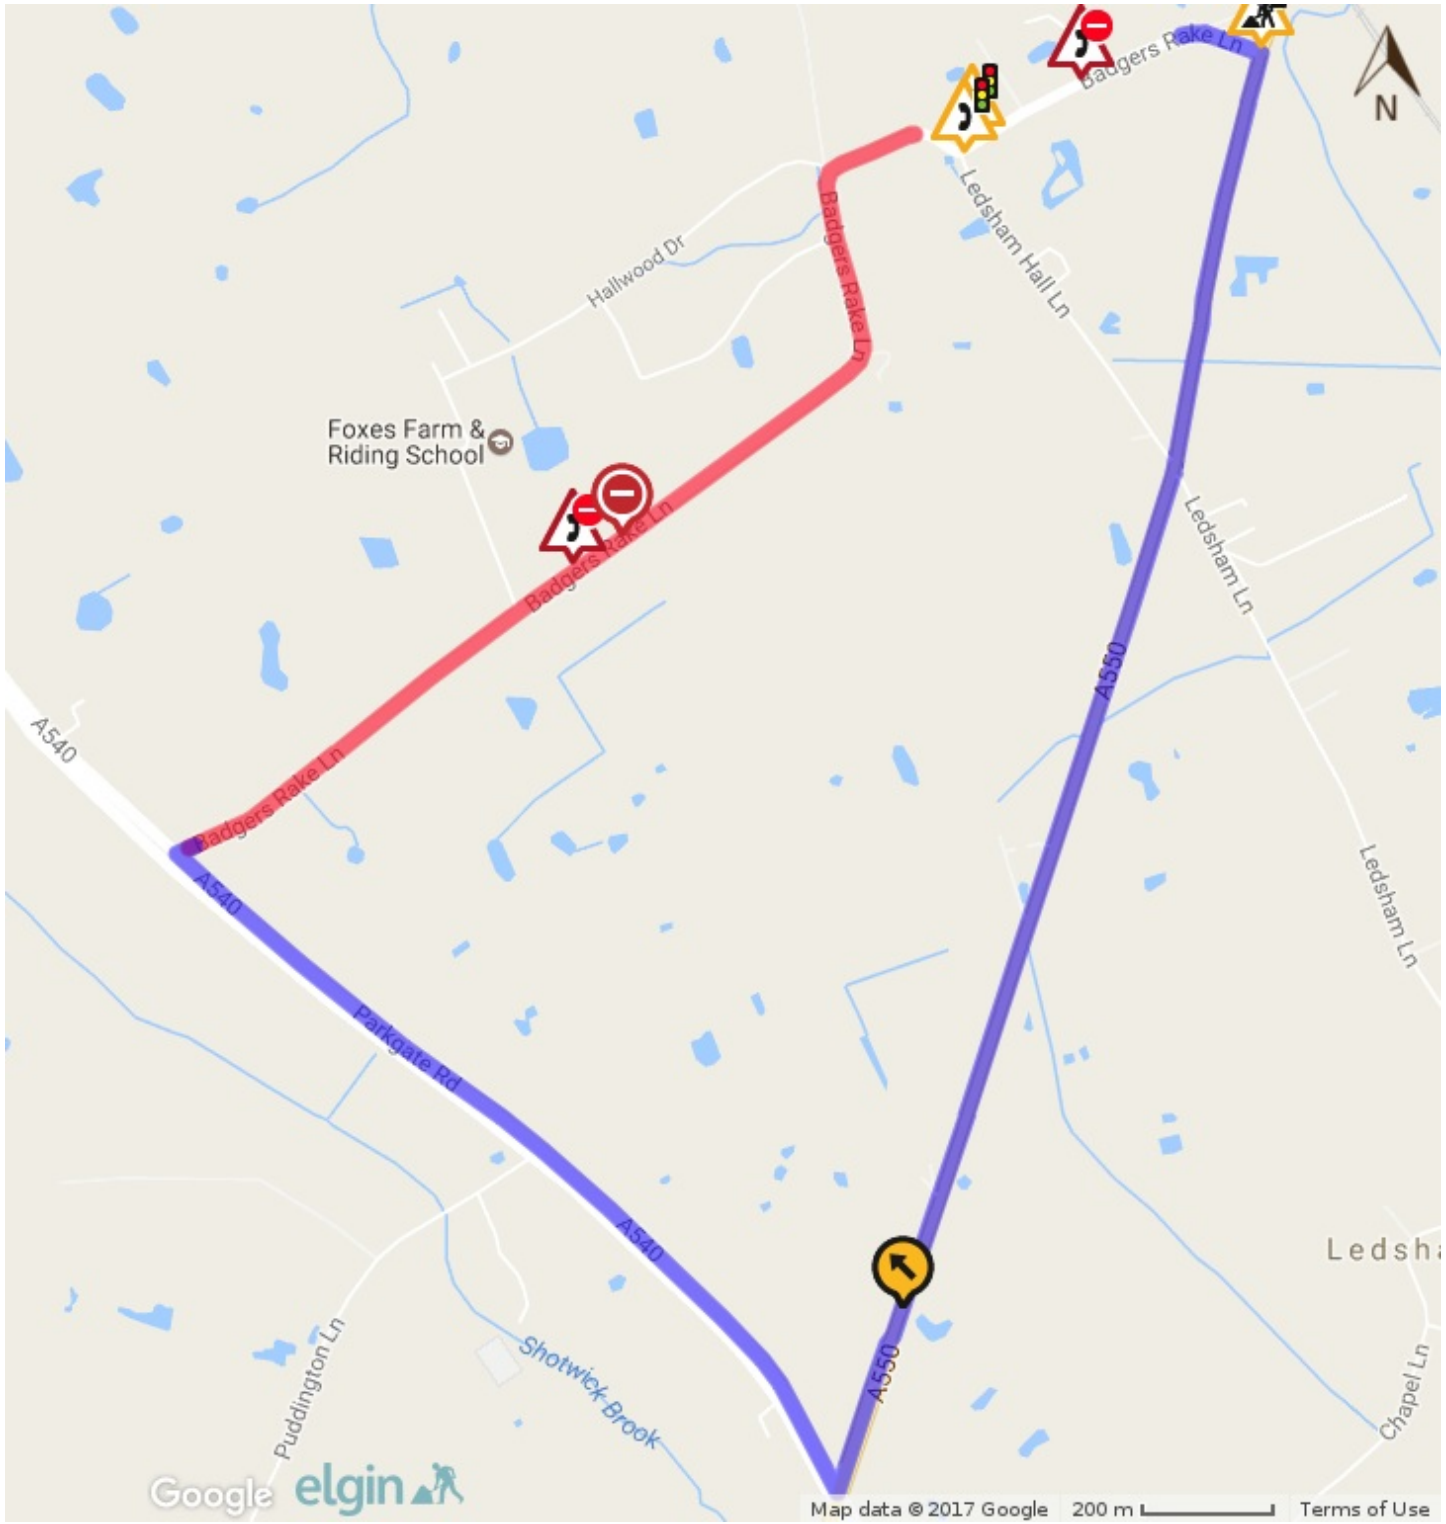 Badgers Rake Ln
N
Ledsham Hall Ln
Badgers Rake Ln
Hallwood Dr
Foxes Farm &
Riding School
Badgers Rake Ln
Ledsham Ln
A550
A540
Badgers Rake Ln
A540
Ledsham Ln
Parkgate Rd
A540
Ledsha
A550
Shotwick Brook
Puddington Ln
Chapel Ln
Google elgin
Map data © 2017 Google 200 m Terms of Use